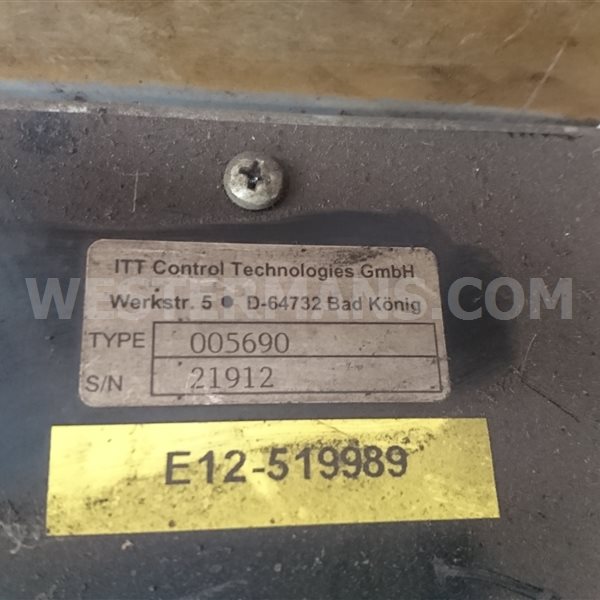 ITT Control Technologies GmbH
WESTERMANS.COM
Werkstr. 5 ● D-64732 Bad König
TYPE 005690
S/N 21912
E12-519989